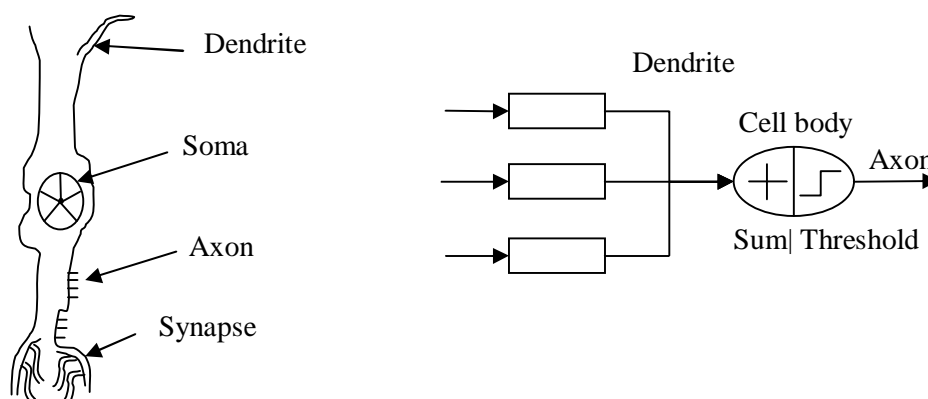 Dendrite
Soma
Axon
Synapse
Dendrite
Cell body
Axon
Sum| Threshold